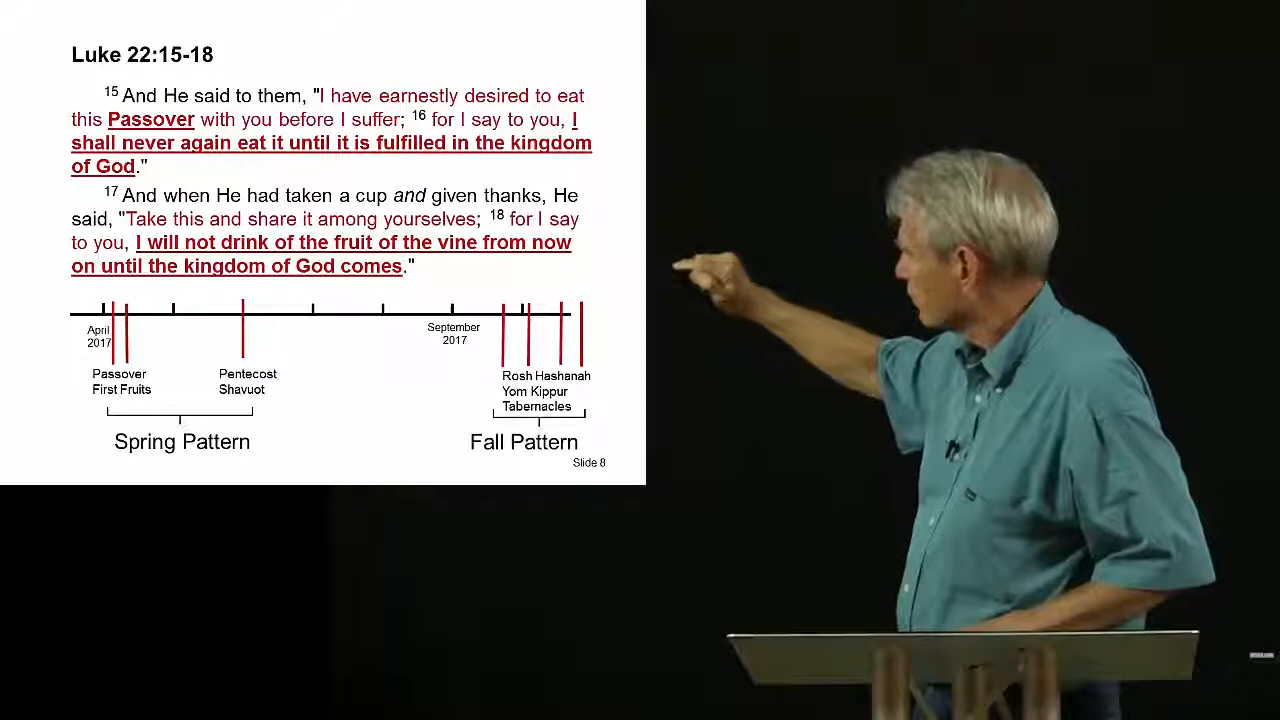 Luke 22:15-18
15 And He said to them, "I have earnestly desired to eat
this Passover with you before I suffer; 16 for I say to you, I
shall never again eat it until it is fulfilled in the kingdom
of God."
17 And when He had taken a cup and given thanks, He
said, "Take this and share it among yourselves; 18 for I say
to you, I will not drink of the fruit of the vine from now
on until the kingdom of God comes."
April
2017
September
2017
Passover
First Fruits
Pentecost
Shavuot
Rosh Hashanah
Yom Kippur
Tabernacles
Spring Pattern
Fall Pattern
Slide 8